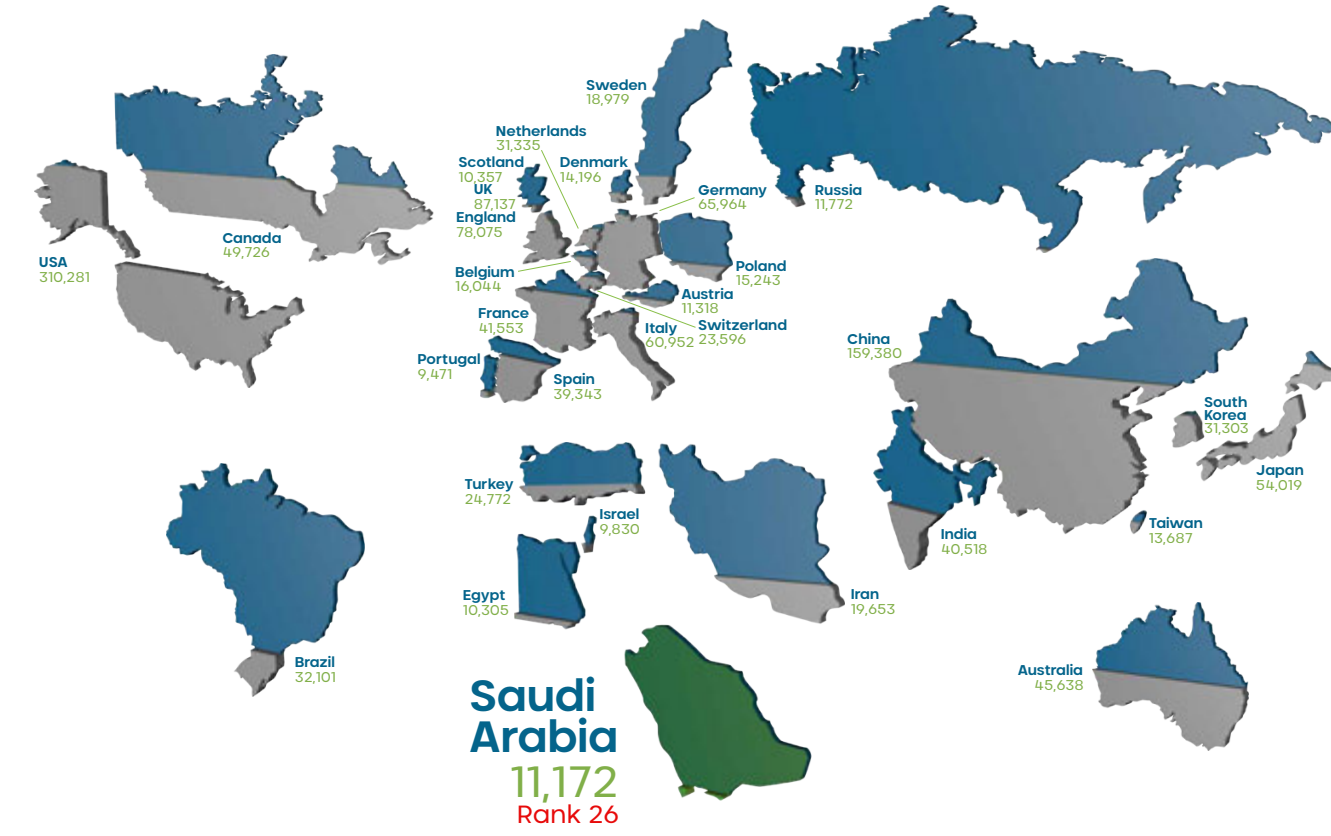 Sweden
18,979
Netherlands
31,335
Scotland
10,357
Denmark
14,196
UK
87,137
Germany
65,964
Russia
11,772
England
78,075
Canada
49,726
USA
310,281
Belgium
16,044
Poland
15,243
Austria
11,318
France
41,553
Italy
60,952
Switzerland
23,596
China
159,380
Portugal
9,471
Spain
39,343
South
Korea
31,303
Japan
54,019
Turkey
24,772
Israel
9,830
Taiwan
13,687
India
40,518
Egypt
10,305
Iran
19,653
Brazil
32,101
Australia
45,638
Saudi
Arabia
11,172
Rank 26